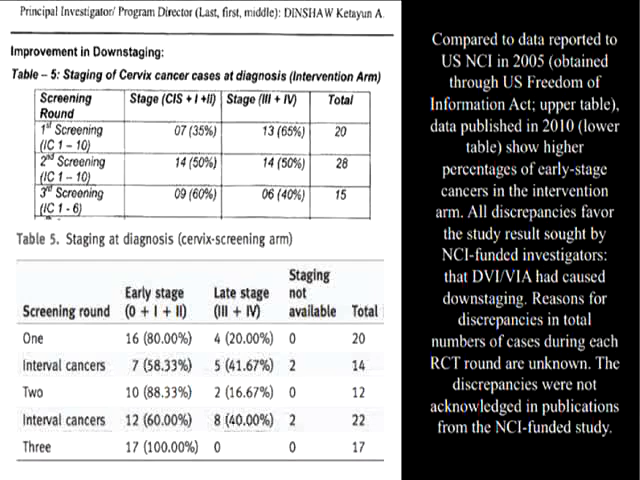 Principal Investigator/ Program Director (Last, first, middle): DINSHAW Ketayun A.
Improvement in Downstaging:
Table – 5: Staging of Cervix cancer cases at diagnosis (Intervention Arm)
Screening Round | Stage (CIS + I +II) | Stage (III + IV) | Total
1st Screening (IC 1 – 10) | 07 (35%) | 13 (65%) | 20
2nd Screening (IC 1 – 10) | 14 (50%) | 14 (50%) | 28
3rd Screening (IC 1 - 6) | 09 (60%) | 06 (40%) | 15
Table 5. Staging at diagnosis (cervix-screening arm)
Screening round | Early stage (0 + I + II) | Late stage (III + IV) | Staging not available | Total
One 16 (80.00%) 4 (20.00%) 0 20
Interval cancers 7 (58.33%) 5 (41.67%) 2 14
Two 10 (88.33%) 2 (16.67%) 0 12
Interval cancers 12 (60.00%) 8 (40.00%) 2 22
Three 17 (100.00%) 0 0 17
Compared to data reported to
US NCI in 2005 (obtained
through US Freedom of
Information Act; upper table),
data published in 2010 (lower
table) show higher
percentages of early-stage
cancers in the intervention
arm. All discrepancies favor
the study result sought by
NCI-funded investigators:
that DVI/VIA had caused
downstaging. Reasons for
discrepancies in total
numbers of cases during each
RCT round are unknown. The
discrepancies were not
acknowledged in publications
from the NCI-funded study.